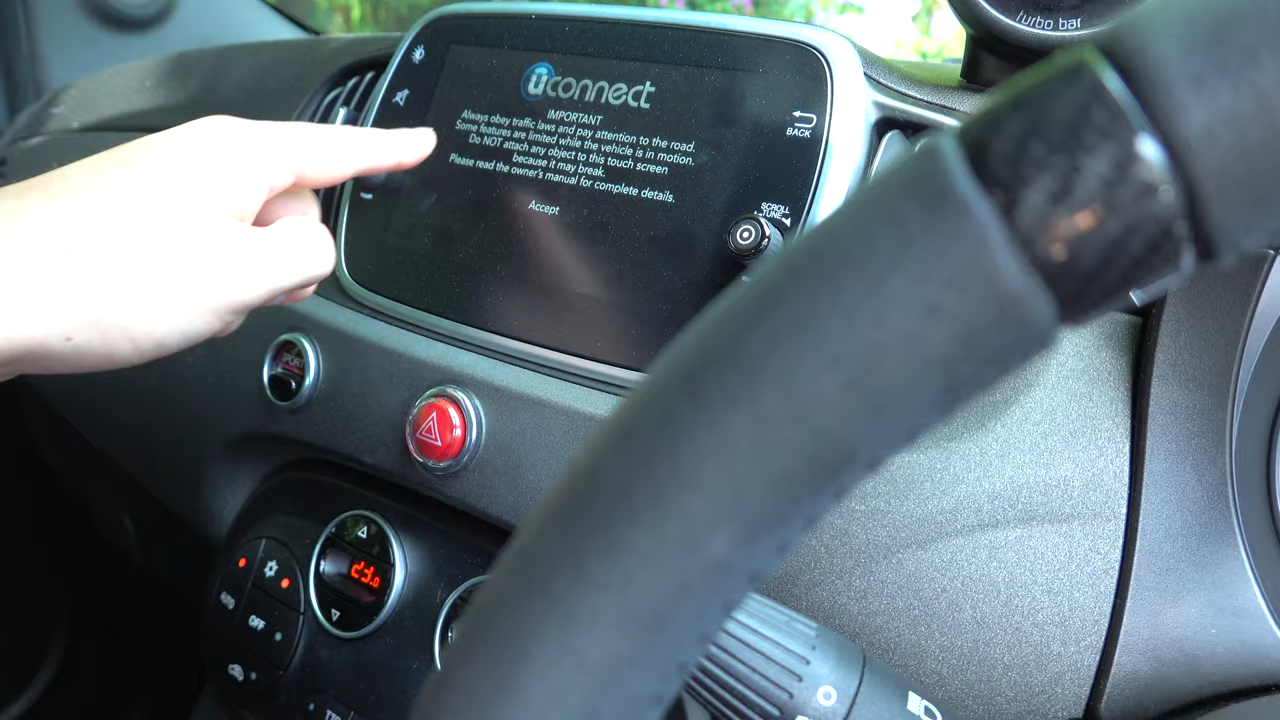 turbo bar
uconnect
IMPORTANT
Always obey traffic laws and pay attention to the road.
Some features are limited while the vehicle is in motion.
Do NOT attach any object to this touch screen
because it may break.
Please read the owner's manual for complete details.
Accept
BACK
SCROLL
TUNE
SPORT
23.0
AUTO
OFF